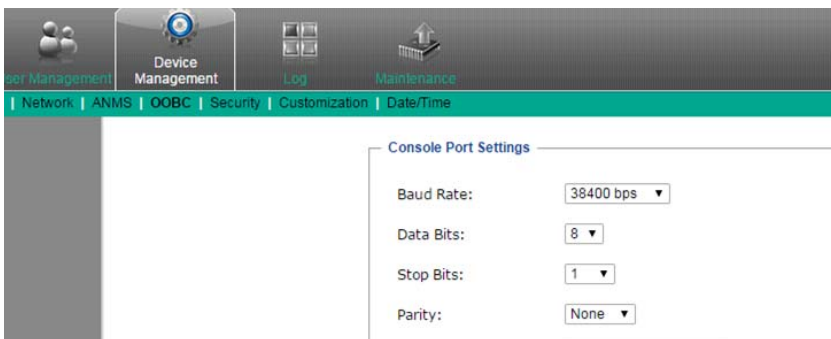 ser Management
Device Management
Log
Maintenance
| Network | ANMS | OOBC | Security | Customization | Date/Time
Console Port Settings
Baud Rate: 38400 bps
Data Bits: 8
Stop Bits: 1
Parity: None